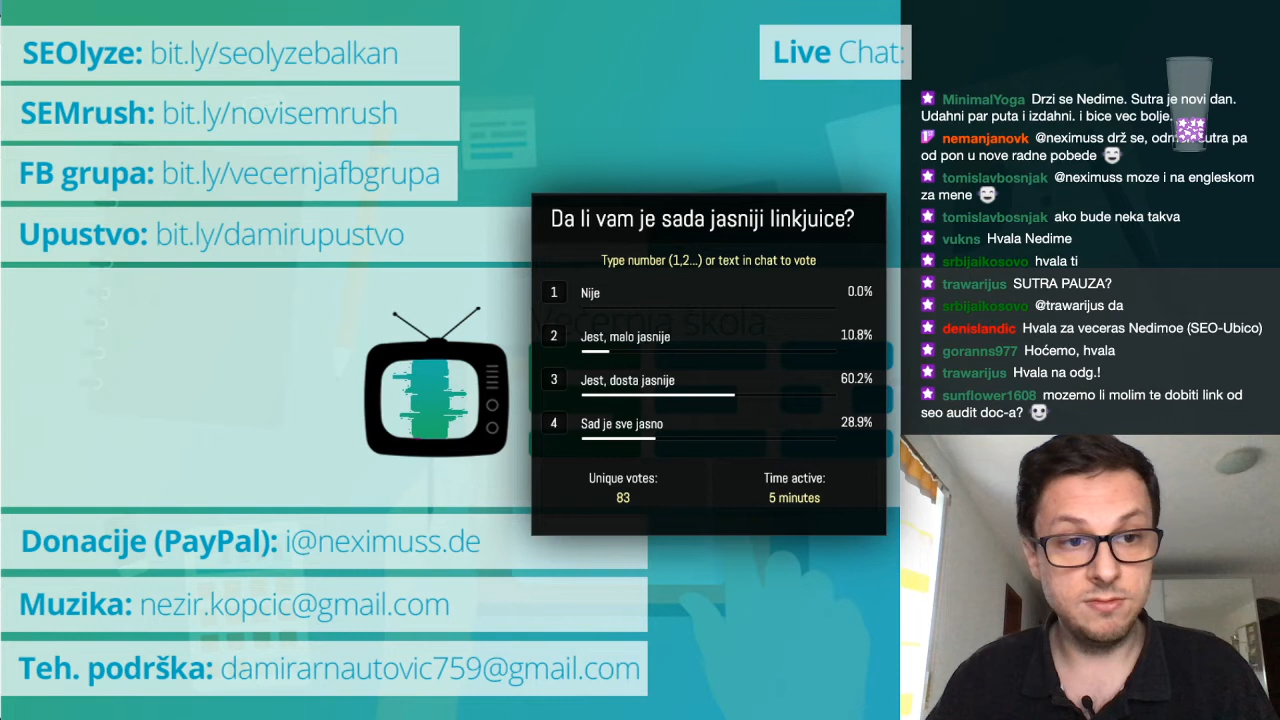 SEOlyze: bit.ly/seolyzebalkan
SEMrush: bit.ly/novisemrush
FB grupa: bit.ly/vecernjafbgrupa
Upustvo: bit.ly/damirupustvo
Večernja škola
Da li vam je sada jasniji linkjuice?
Type number (1,2...) or text in chat to vote
1 Nije 0.0%
2 Jest, malo jasnije 10.8%
3 Jest, dosta jasnije 60.2%
4 Sad je sve jasno 28.9%
Unique votes: Time active:
83 5 minutes
Donacije (PayPal): i@neximuss.de
Muzika: nezir.kopcic@gmail.com
Teh. podrška: damirarnautovic759@gmail.com
Live Chat:
MinimalYoga Drzi se Nedime. Sutra je novi dan.
Udahni par puta i izdahni. i bice vec bolje.
nemanjanovk @neximuss drž se, sutra pa
od pon u nove radne pobede
tomislavbosnjak @neximuss moze i na engleskom
za mene
tomislavbosnjak ako bude neka takva
vukns Hvala Nedime
srbijaikosovo hvala ti
trawarijus SUTRA PAUZA?
srbijaikosovo @trawarijus da
denislandic Hvala za veceras Nedimoe (SEO-Ubico)
goranns977 Hoćemo, hvala
trawarijus Hvala na odg.!
sunflower1608 mozemo li molim te dobiti link od
seo audit doc-a?